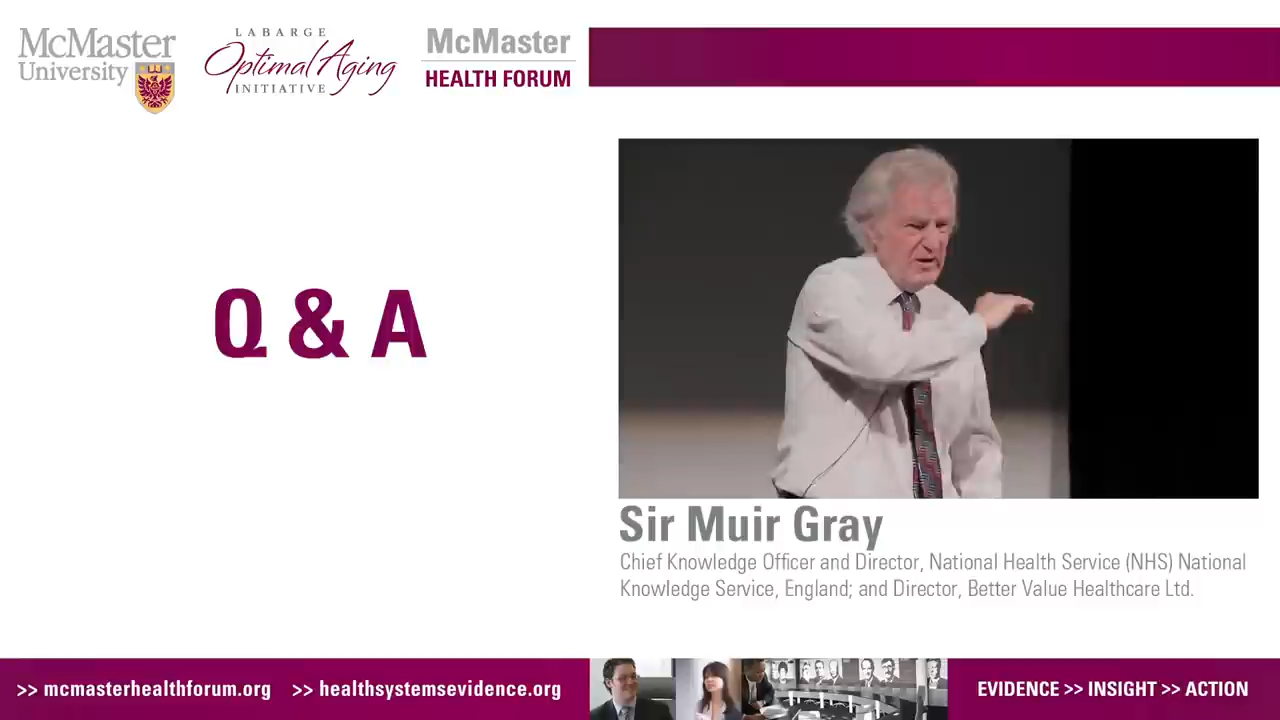 McMaster
University
LABARGE
Optimal Aging
INITIATIVE
McMaster
HEALTH FORUM
Q & A
Sir Muir Gray
Chief Knowledge Officer and Director, National Health Service (NHS) National
Knowledge Service, England; and Director, Better Value Healthcare Ltd.
>> mcmasterhealthforum.org >> healthsystemsevidence.org
EVIDENCE >> INSIGHT >> ACTION